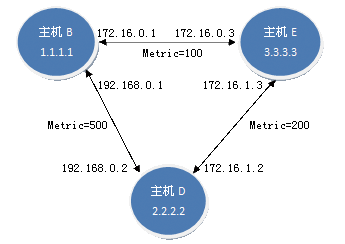 主机 B
1.1.1.1
172.16.0.1
172.16.0.3
Metric=100
主机 E
3.3.3.3
192.168.0.1
172.16.1.3
Metric=500
Metric=200
192.168.0.2
172.16.1.2
主机 D
2.2.2.2